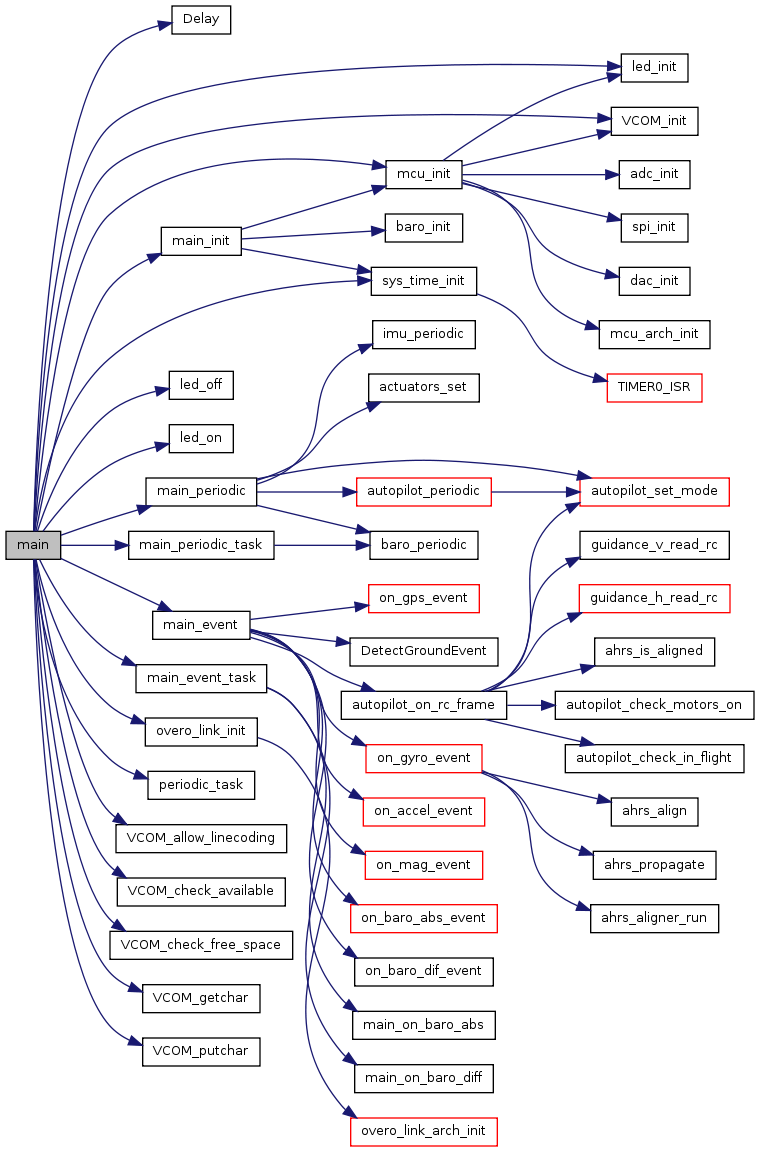 Delay
led_init
VCOM_init
mcu_init
adc_init
spi_init
baro_init
main_init
dac_init
sys_time_init
mcu_arch_init
imu_periodic
led_off
actuators_set
TIMER0_ISR
led_on
main_periodic
autopilot_periodic
autopilot_set_mode
main
main_periodic_task
baro_periodic
guidance_v_read_rc
on_gps_event
guidance_h_read_rc
main_event
DetectGroundEvent
ahrs_is_aligned
main_event_task
autopilot_on_rc_frame
autopilot_check_motors_on
overo_link_init
on_gyro_event
autopilot_check_in_flight
periodic_task
on_accel_event
ahrs_align
VCOM_allow_linecoding
on_mag_event
ahrs_propagate
VCOM_check_available
on_baro_abs_event
ahrs_aligner_run
VCOM_check_free_space
on_baro_dif_event
VCOM_getchar
main_on_baro_abs
VCOM_putchar
main_on_baro_diff
overo_link_arch_init